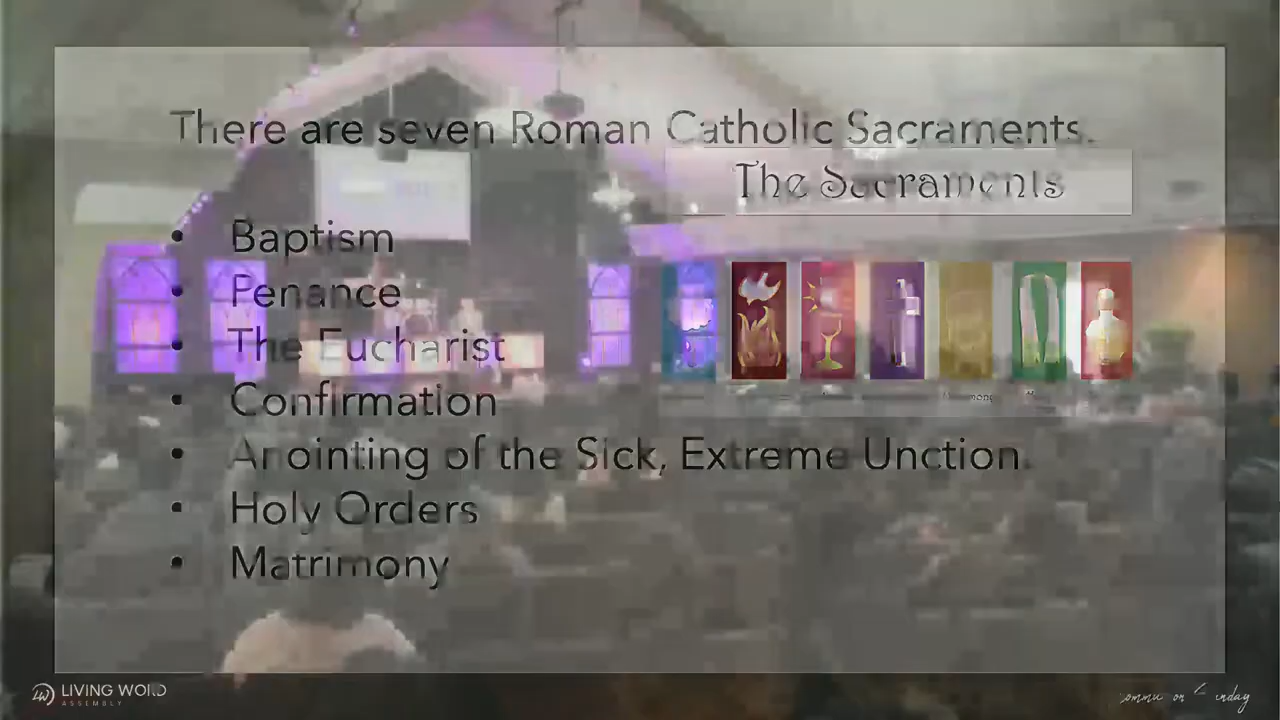 There are seven Roman Catholic Sacraments.
The Sacraments
• Baptism
• Penance
• The Eucharist
• Confirmation
• Anointing of the Sick, Extreme Unction.
• Holy Orders
• Matrimony
LIVING WORD
ASSEMBLY